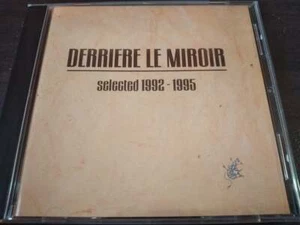 DERRIERE LE MIROIR
selected 1992 - 1995